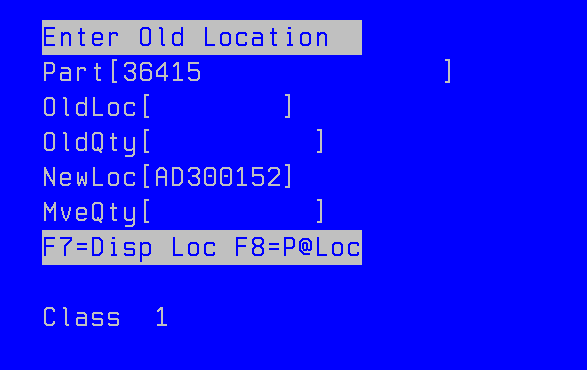 Enter Old Location
Part[36415               ]
OldLoc[        ]
OldQty[          ]
NewLoc[AD300152]
MveQty[          ]
F7=Disp Loc F8=P@Loc
Class  1